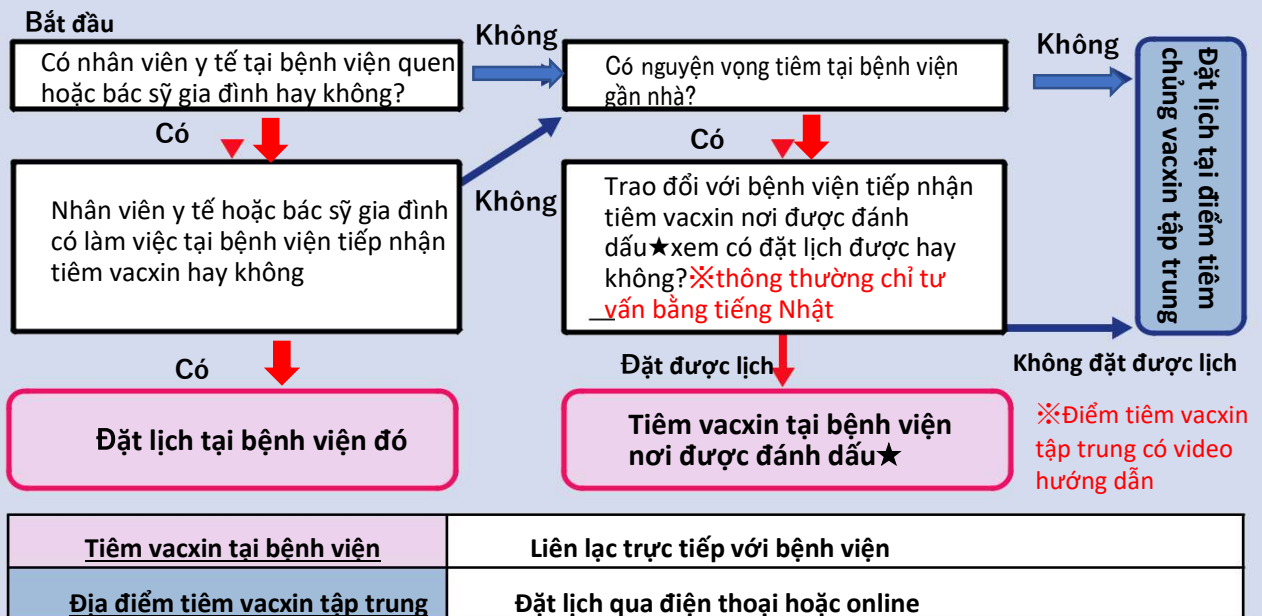 Bắt đầu
Có nhân viên y tế tại bệnh viện quen
hoặc bác sỹ gia đình hay không?
Không
Có nguyện vọng tiêm tại bệnh viện
gần nhà?
Không
Đặt lịch tại điểm tiêm
chủng vacxin tập trung
Có
Có
Nhân viên y tế hoặc bác sỹ gia đình
có làm việc tại bệnh viện tiếp nhận
tiêm vacxin hay không
Không
Trao đổi với bệnh viện tiếp nhận
tiêm vacxin nơi được đánh
dấu★xem có đặt lịch được hay
không?※thông thường chỉ tư
vấn bằng tiếng Nhật
Có
Đặt được lịch
Không đặt được lịch
Đặt lịch tại bệnh viện đó
Tiêm vacxin tại bệnh viện
nơi được đánh dấu★
※Điểm tiêm vacxin
tập trung có video
hướng dẫn
Tiêm vacxin tại bệnh viện
Liên lạc trực tiếp với bệnh viện
Địa điểm tiêm vacxin tập trung
Đặt lịch qua điện thoại hoặc online